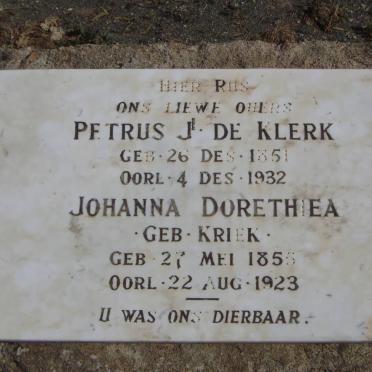 HIER RUS
ONS LIEWE OUERS
PETRUS J. DE KLERK
GEB · 26 DES · 1851
OORL · 4 DES · 1932
JOHANNA DORETHIEA
· GEB · KRIEK ·
GEB · 27 MEI
OORL · 22 AUG · 1923
U WAS ONS DIERBAAR.